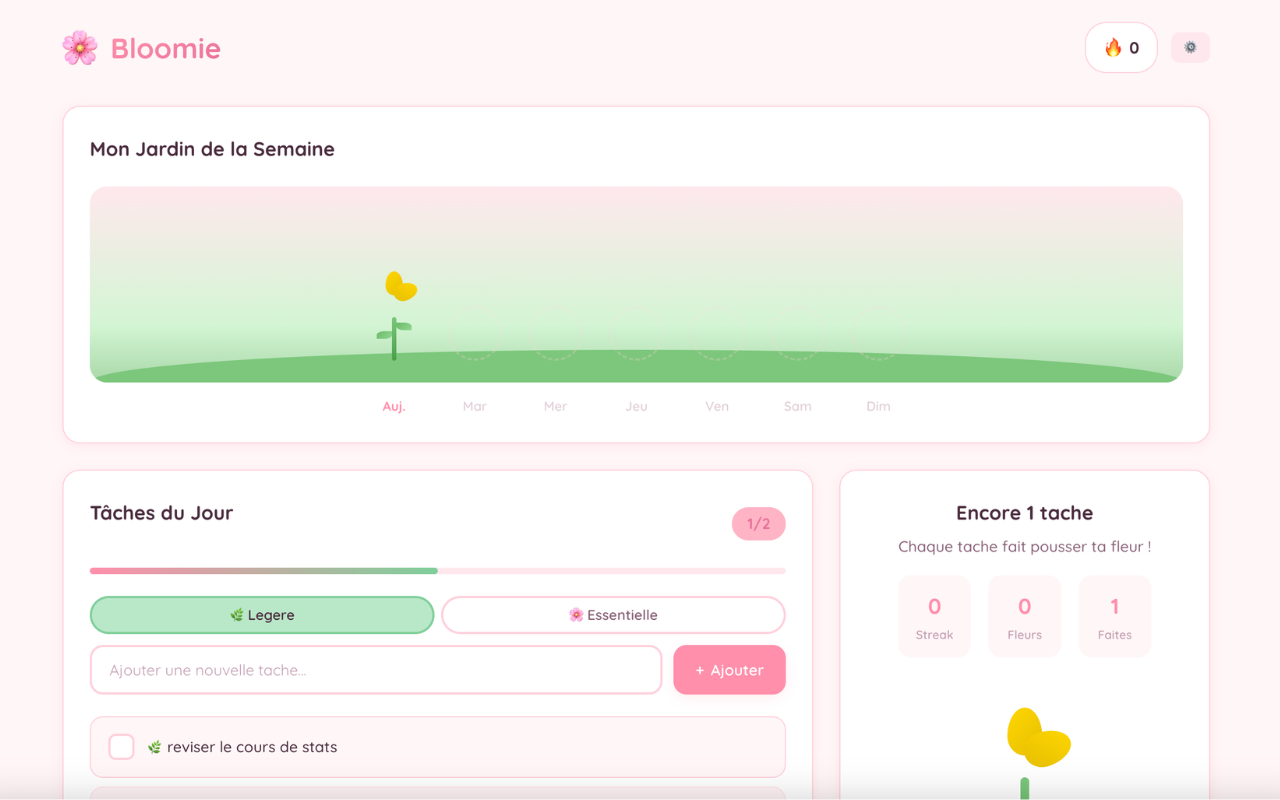 Bloomie
0
Mon Jardin de la Semaine
Auj. Mar Mer Jeu Ven Sam Dim
Tâches du Jour
1/2
Legere
Essentielle
Ajouter une nouvelle tache...
+ Ajouter
reviser le cours de stats
Encore 1 tache
Chaque tache fait pousser ta fleur !
0 0 1
Streak Fleurs Faites